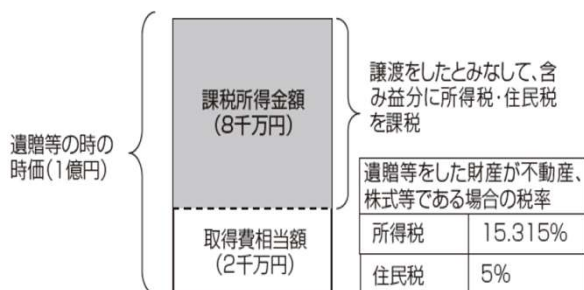 遺贈等の時の
時価(1億円)
課税所得金額
(8千万円)
取得費相当額
(2千万円)
譲渡をしたとみなして、含
み益分に所得税・住民税
を課税
遺贈等をした財産が不動産、
株式等である場合の税率
所得税 15.315%
住民税 5%